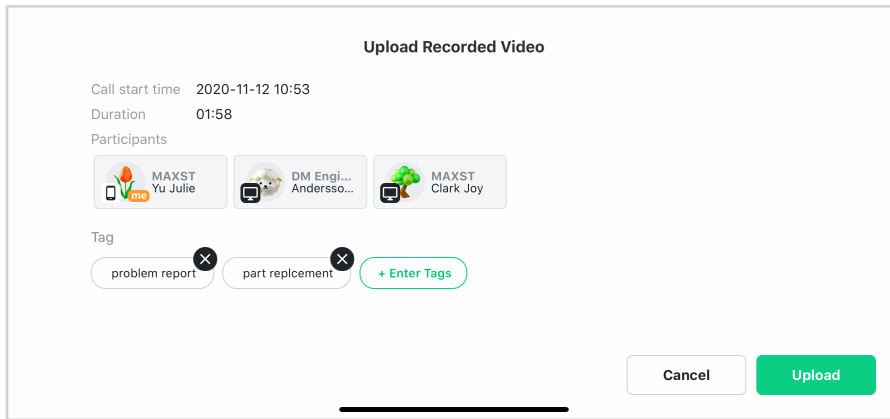 Upload Recorded Video
Call start time 2020-11-12 10:53
Duration 01:58
Participants
MAXST
Yu Julie
me
DM Engi...
Andersso...
MAXST
Clark Joy
Tag
problem report
part replcement
+ Enter Tags
Cancel
Upload